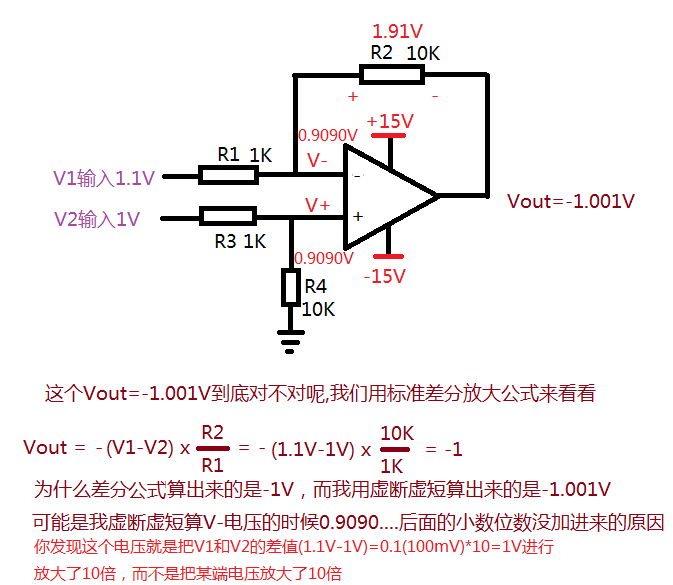 1.91V
R2 10K
+ -
+15V
0.9090V
R1 1K
V-
V1输入1.1V
-
V+
V2输入1V
+
Vout=-1.001V
R3 1K
0.9090V
-15V
R4
10K
这个Vout=-1.001V到底对不对呢,我们用标准差分放大公式来看看
Vout = - (V1-V2) x R2/R1 = - (1.1V-1V) x 10K/1K = -1
为什么差分公式算出来的是-1V，而我用虚断虚短算出来的是-1.001V
可能是我虚断虚短算V-电压的时候0.9090....后面的小数位数没加进来的原因
你发现这个电压就是把V1和V2的差值(1.1V-1V)=0.1(100mV)*10=1V进行
放大了10倍，而不是把某端电压放大了10倍